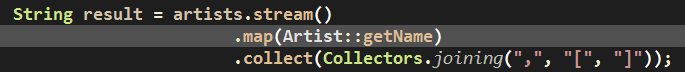 String result = artists.stream()
.map(Artist::getName)
.collect(Collectors.joining(",", "[", "]"));